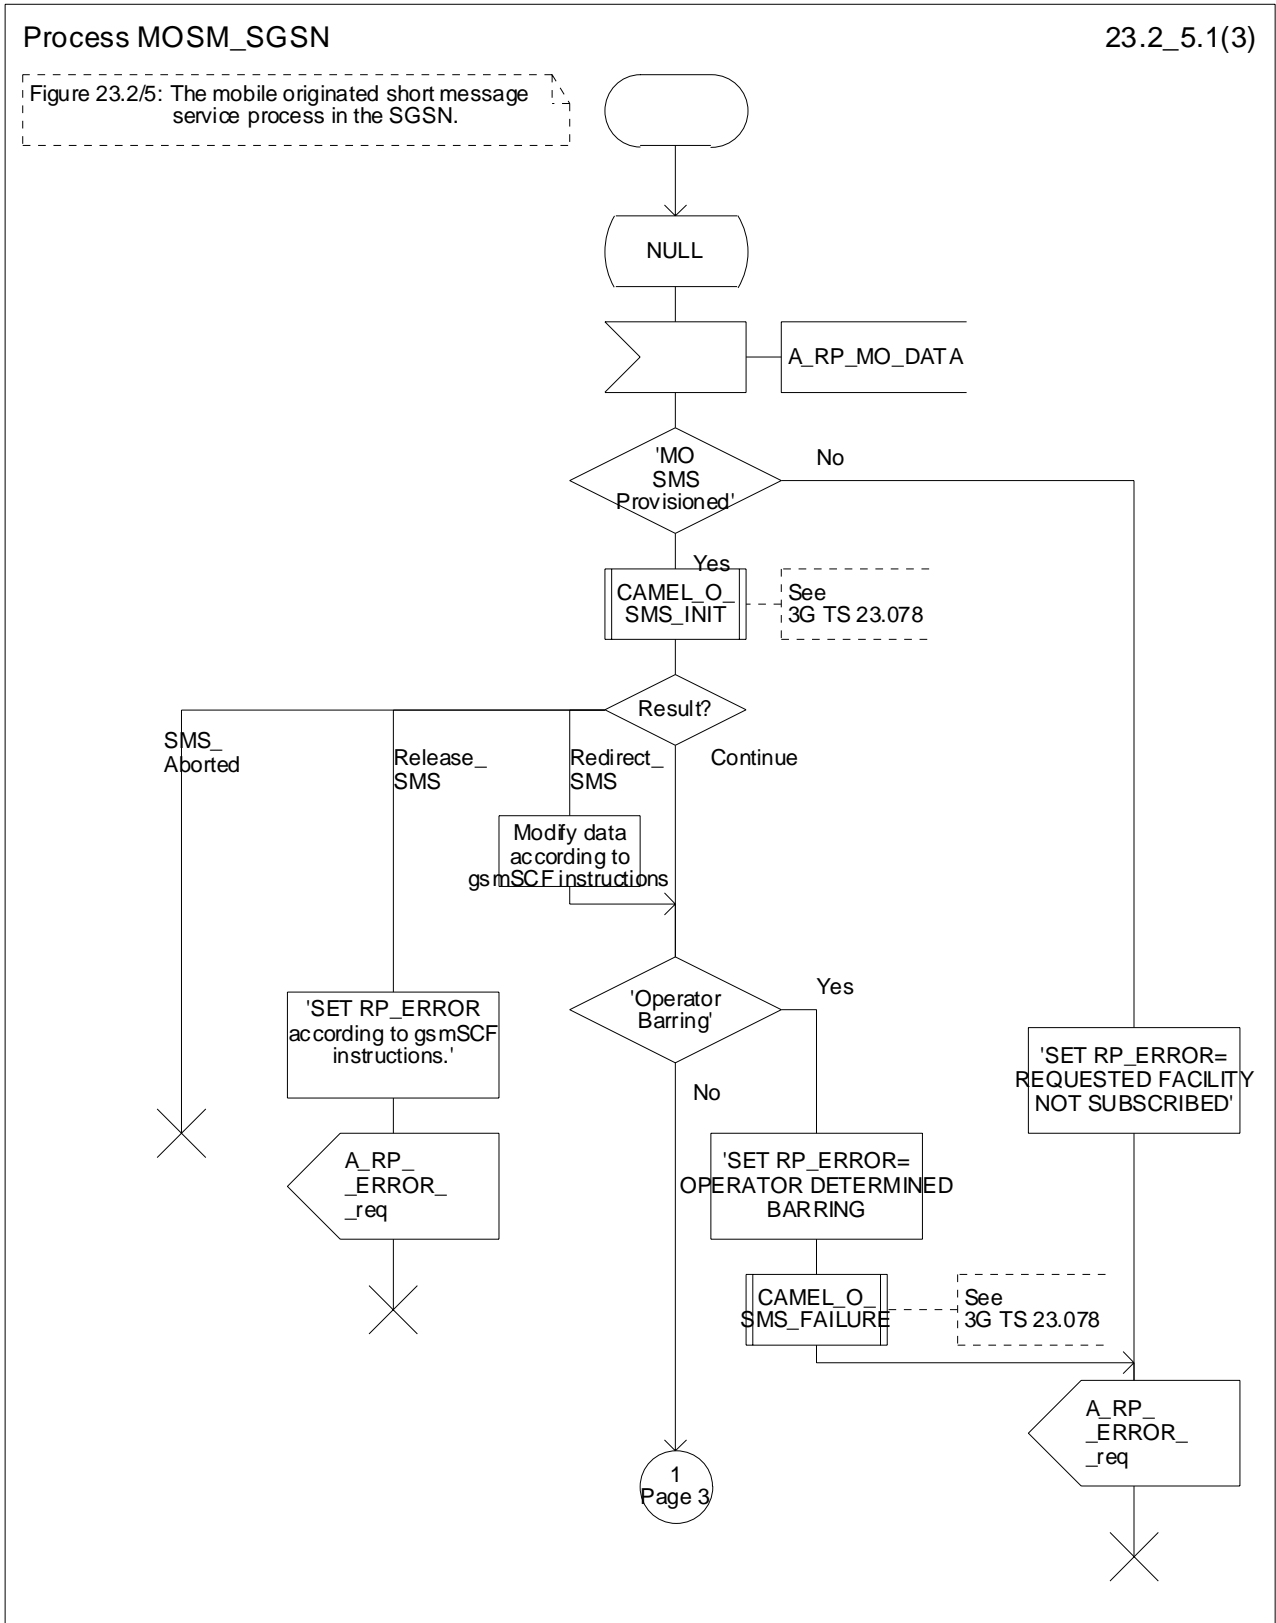 Process MOSM_SGSN
23.2_5.1(3)
Figure 23.2/5: The mobile originated short message
service process in the SGSN.
NULL
A_RP_MO_DATA
'MO
SMS
Provisioned'
No
Yes
CAMEL_O_
SMS_INIT
See
3G TS 23.078
Result?
SMS_
Aborted
Release_
SMS
Redirect_
SMS
Continue
Modify data
according to
gsmSCF instructions
'Operator
Barring'
Yes
No
'SET RP_ERROR
according to gsmSCF
instructions.'
'SET RP_ERROR=
REQUESTED FACILITY
NOT SUBSCRIBED'
A_RP_
_ERROR_
_req
'SET RP_ERROR=
OPERATOR DETERMINED
BARRING
CAMEL_O_
SMS_FAILURE
See
3G TS 23.078
A_RP_
_ERROR_
_req
1
Page 3